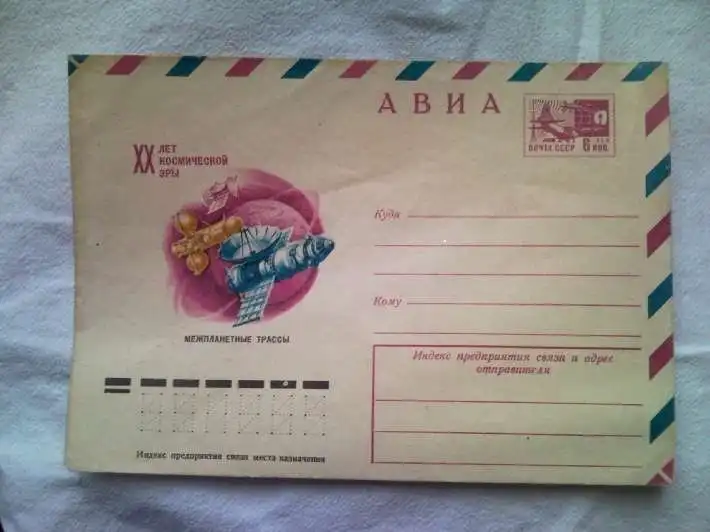 АВИА
ПОЧТА СССР 6 КОП.
XX ЛЕТ
КОСМИЧЕСКОЙ
ЭРЫ
Куда
Кому
МЕЖПЛАНЕТНЫЕ ТРАССЫ
Индекс предприятия связи и адрес
отправителя
Индекс предприятия связи места назначения